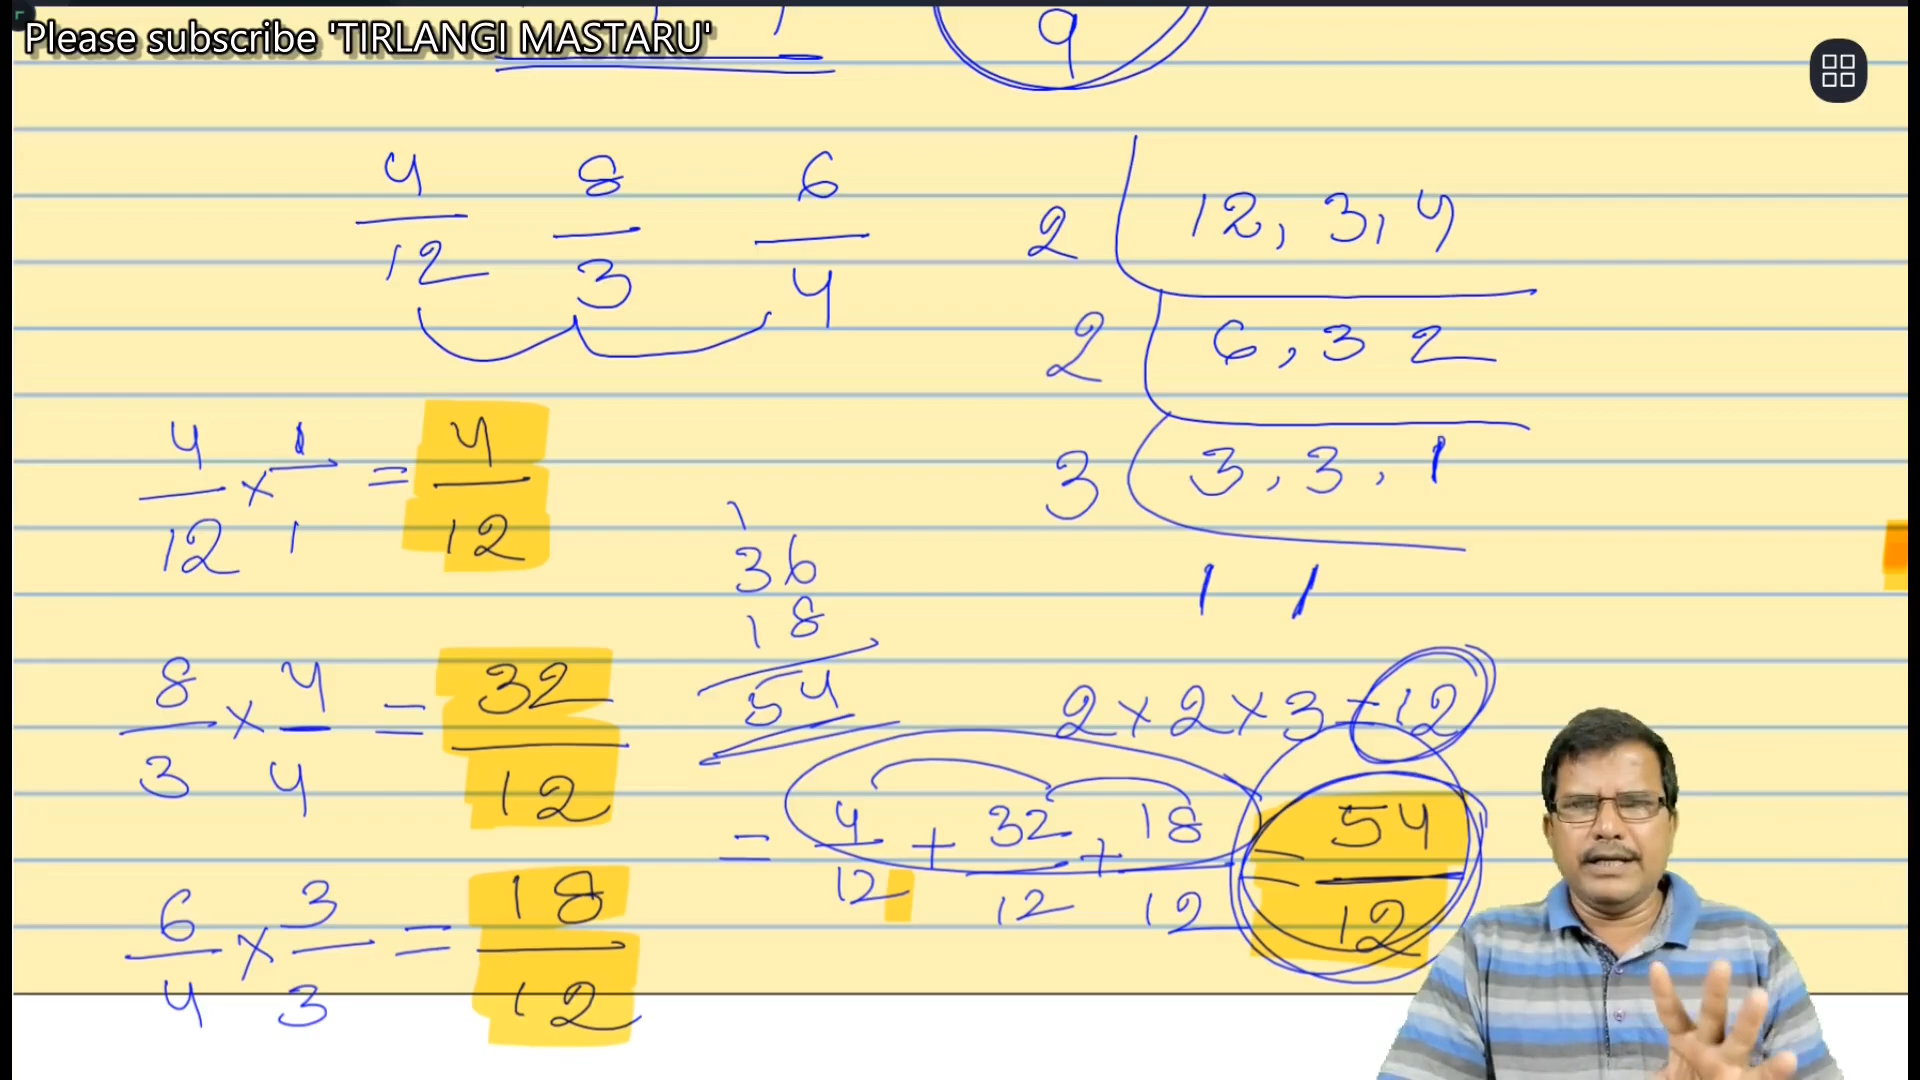 Please subscribe 'TIRLANGI MASTARU'
9
4/12 8/3 6/4
2 | 12, 3, 4
2 | 6, 3 2
3 | 3, 3, 1
1 1
4/12 × 1/1 = 4/12
1
36
18
54
8/3 × 4/4 = 32/12
2 × 2 × 3 = 12
= 4/12 + 32/12 + 18/12 = 54/12
6/4 × 3/3 = 18/12